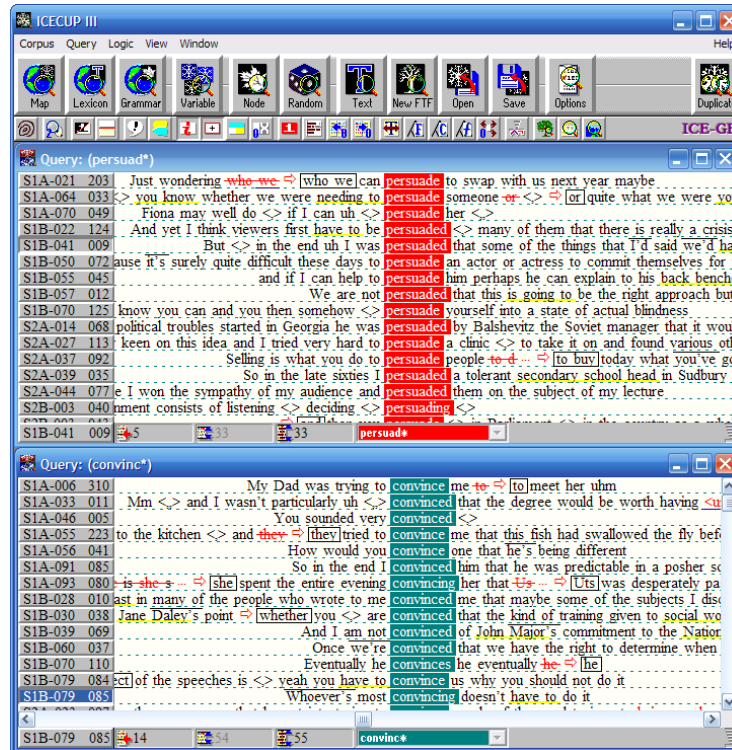 ICECUP III
Corpus Query Logic View Window Help
Map Lexicon Grammar Variable Node Random Text New FTF Open Save Options Duplicat
ICE-GB
Query: (persuad*)
S1A-021 203 Just wondering who we ⇨ who we can persuade to swap with us next year maybe
S1A-064 033 <> you know whether we were needing to persuade someone or <> ⇨ or quite what we were yo
S1A-070 049 Fiona may well do <> if I can uh <> persuade her <,>
S1B-022 124 And yet I think viewers first have to be persuaded <> many of them that there is really a crisis
S1B-041 009 But <> in the end uh I was persuaded that some of the things that I'd said we'd ha
S1B-050 072 ause it's surely quite difficult these days to persuade an actor or actress to commit themselves for
S1B-055 045 and if I can help to persuade him perhaps he can explain to his back bench
S1B-057 012 We are not persuaded that this is going to be the right approach but
S1B-070 125 know you can and you then somehow <> persuade yourself into a state of actual blindness
S2A-014 068 political troubles started in Georgia he was persuaded by Balshevitz the Soviet manager that it wou
S2A-027 113 keen on this idea and I tried very hard to persuade a clinic <> to take it on and found various oth
S2A-037 092 Selling is what you do to persuade people to d ... ⇨ to buy today what you've go
S2A-039 035 So in the late sixties I persuaded a tolerant secondary school head in Sudbury
S2A-044 077 e I won the sympathy of my audience and persuaded them on the subject of my lecture
S2B-003 040 nment consists of listening <> deciding <> persuading <>
S1B-041 009 5 33 33 persuad*
Query: (convinc*)
S1A-006 310 My Dad was trying to convince me to ⇨ to meet her uhm
S1A-033 011 Mm <,> and I wasn't particularly uh <,> convinced that the degree would be worth having <u
S1A-046 005 You sounded very convinced <>
S1A-055 223 to the kitchen <> and they ⇨ they tried to convince me that this fish had swallowed the fly befo
S1A-056 041 How would you convince one that he's being different
S1A-091 085 So in the end I convinced him that he was predictable in a posher sc
S1A-093 080 e is she s ... ⇨ she spent the entire evening convincing her that Us ... ⇨ Uts was desperately pa
S1B-028 010 ast in many of the people who wrote to me convinced me that maybe some of the subjects I disc
S1B-030 038 Jane Daley's point ⇨ whether you <> are convinced that the kind of training given to social wo
S1B-039 069 And I am not convinced of John Major's commitment to the Nation
S1B-060 037 Once we're convinced that we have the right to determine when
S1B-070 110 Eventually he convinces he eventually he ⇨ he
S1B-079 084 ect of the speeches is <> yeah you have to convince us why you should not do it
S1B-079 085 Whoever's most convincing doesn't have to do it
S1B-079 085 14 54 55 convinc*